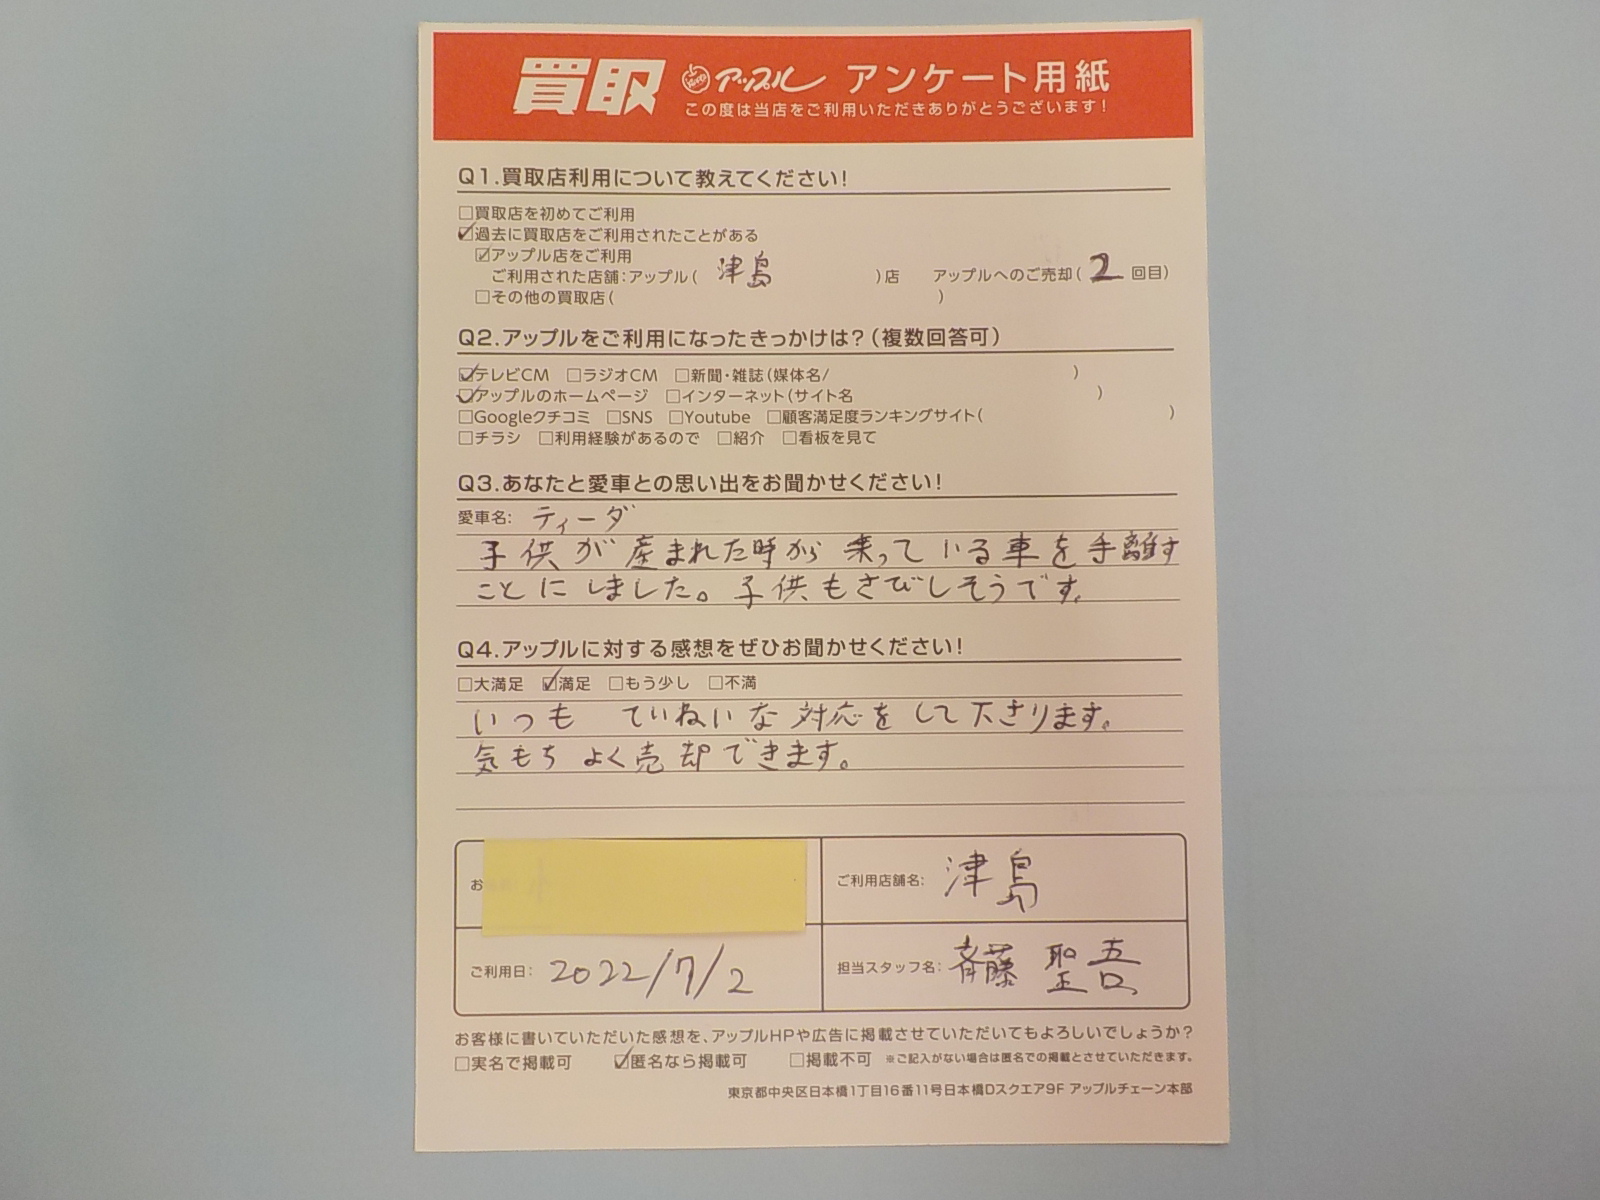 買取 アップル アンケート用紙
この度は当店をご利用いただきありがとうございます!
Q1.買取店利用について教えてください!
□買取店を初めてご利用
☑過去に買取店をご利用されたことがある
☑アップル店をご利用
ご利用された店舗:アップル( 津島 )店 アップルへのご売却( 2 回目)
□その他の買取店( )
Q2.アップルをご利用になったきっかけは?(複数回答可)
☑テレビCM □ラジオCM □新聞・雑誌(媒体名/ )
☑アップルのホームページ □インターネット(サイト名 )
□Googleクチコミ □SNS □Youtube □顧客満足度ランキングサイト( )
□チラシ □利用経験があるので □紹介 □看板を見て
Q3.あなたと愛車との思い出をお聞かせください!
愛車名: ティーダ
子供が産まれた時から乗っている車を手離す
ことにしました。子供もさびしそうです。
Q4.アップルに対する感想をぜひお聞かせください!
□大満足 ☑満足 □もう少し □不満
いつも ていねいな対応をして下さります。
気もちよく売却できます。
お
ご利用店舗名: 津島
ご利用日: 2022/7/2
担当スタッフ名: 斉藤 聖吾
お客様に書いていただいた感想を、アップルHPや広告に掲載させていただいてもよろしいでしょうか?
□実名で掲載可 ☑匿名なら掲載可 □掲載不可 ※ご記入がない場合は匿名での掲載とさせていただきます。
東京都中央区日本橋1丁目16番11号日本橋Dスクエア9F アップルチェーン本部